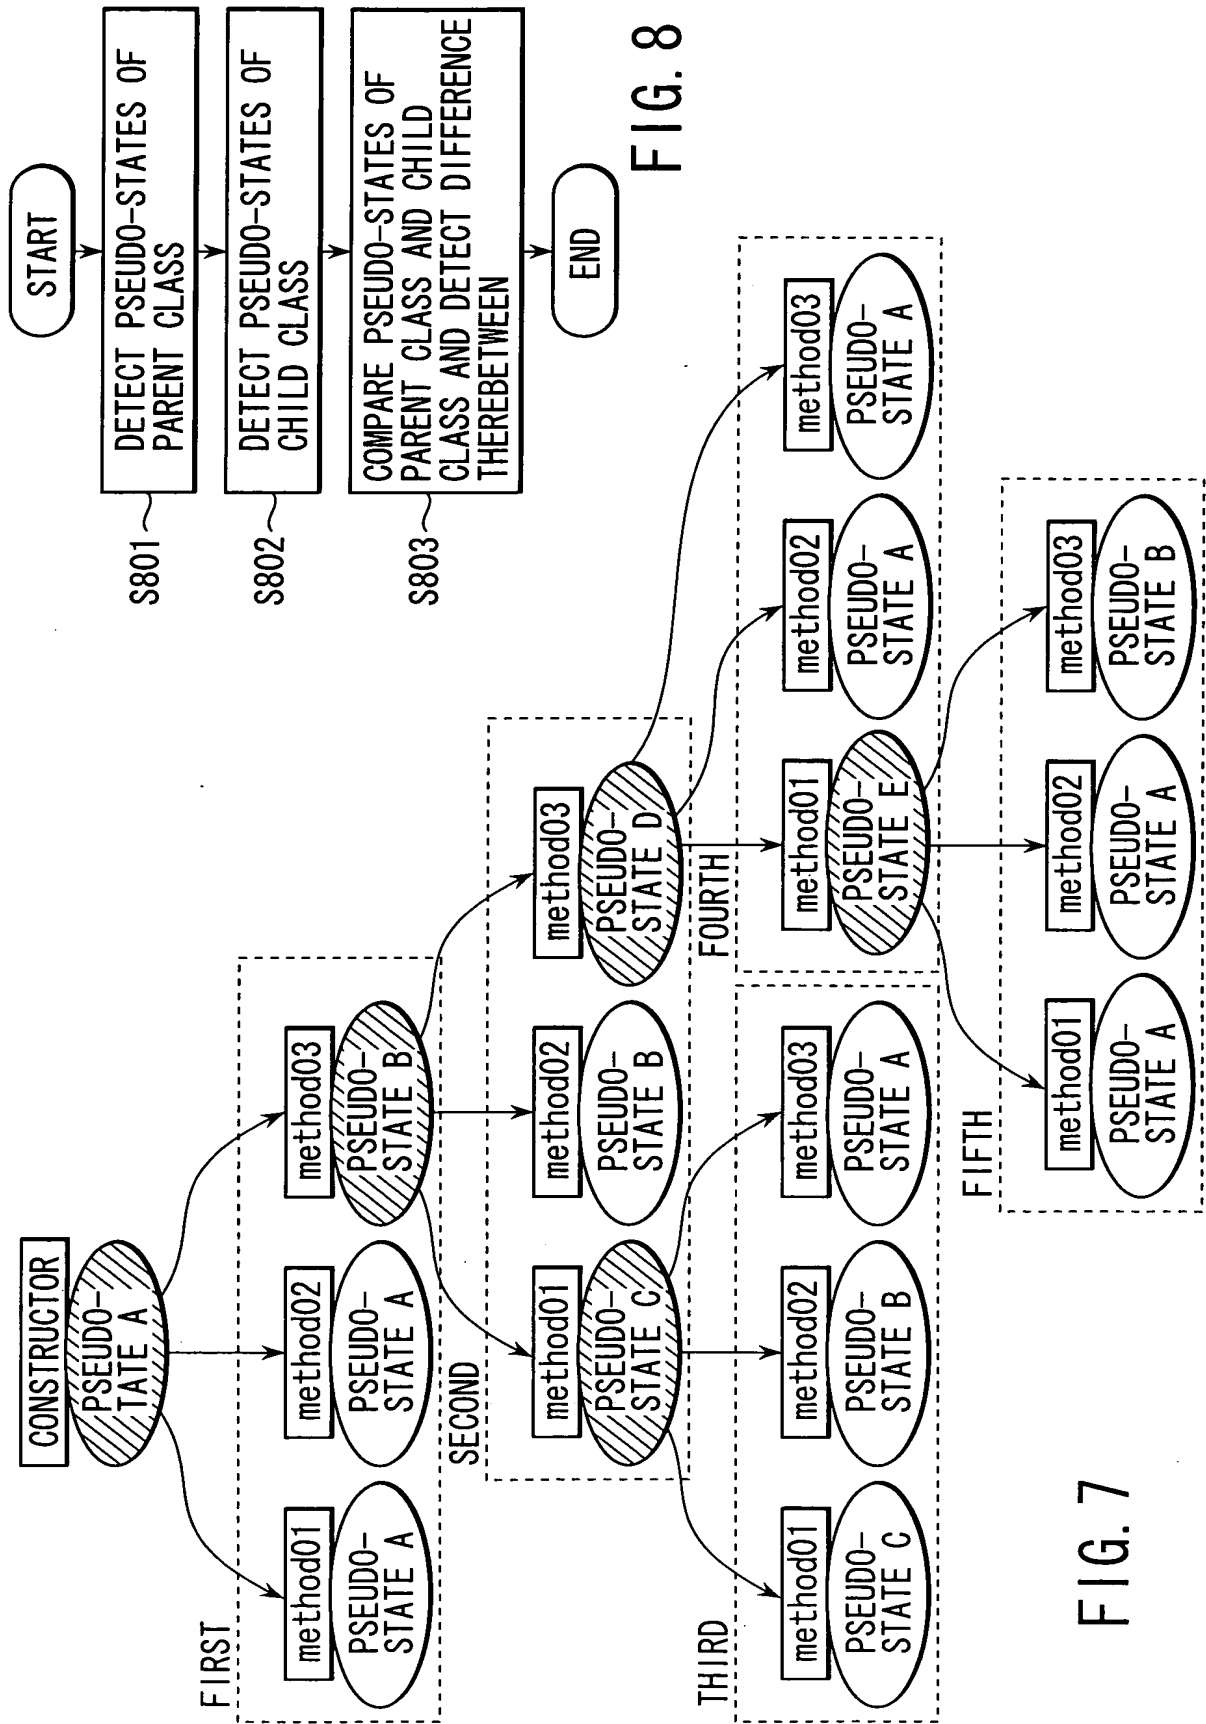 CONSTRUCTOR
PSEUDO-
TATE A
FIRST
method01
PSEUDO-
STATE A
method02
PSEUDO-
STATE A
method03
PSEUDO-
STATE B
SECOND
method01
PSEUDO-
STATE C
method02
PSEUDO-
STATE B
method03
PSEUDO-
STATE D
THIRD
method01
PSEUDO-
STATE C
method02
PSEUDO-
STATE B
method03
PSEUDO-
STATE A
FOURTH
method01
PSEUDO-
STATE E
method02
PSEUDO-
STATE A
method03
PSEUDO-
STATE A
FIFTH
method01
PSEUDO-
STATE A
method02
PSEUDO-
STATE A
method03
PSEUDO-
STATE B
FIG. 7
START
S801
DETECT PSEUDO-STATES OF
PARENT CLASS
S802
DETECT PSEUDO-STATES OF
CHILD CLASS
S803
COMPARE PSEUDO-STATES OF
PARENT CLASS AND CHILD
CLASS AND DETECT DIFFERENCE
THEREBETWEEN
END
FIG. 8